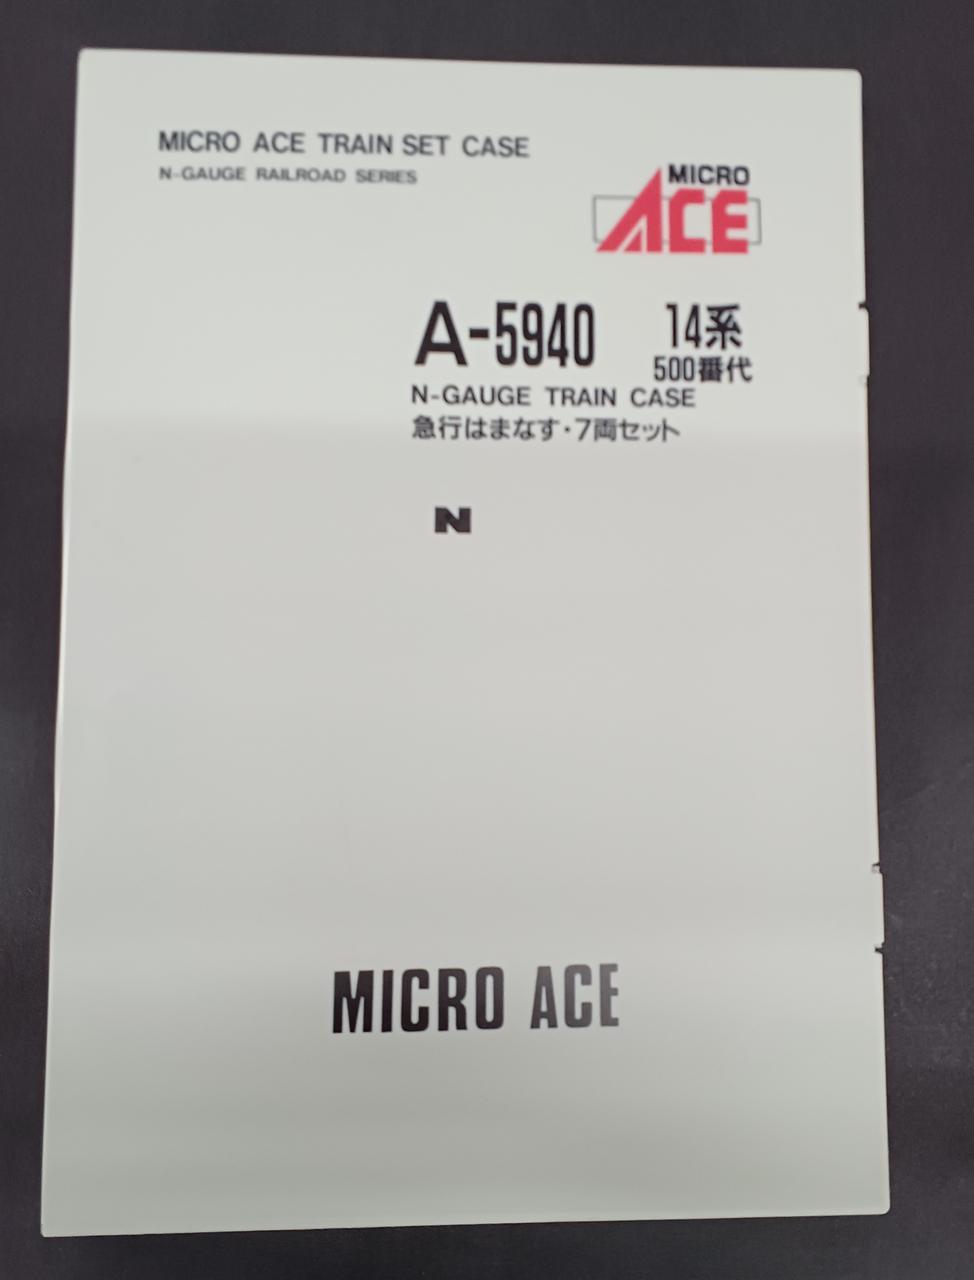 MICRO ACE TRAIN SET CASE
N-GAUGE RAILROAD SERIES
MICRO
ACE
A-5940 14系
500番代
N-GAUGE TRAIN CASE
急行はまなす・7両セット
N
MICRO ACE